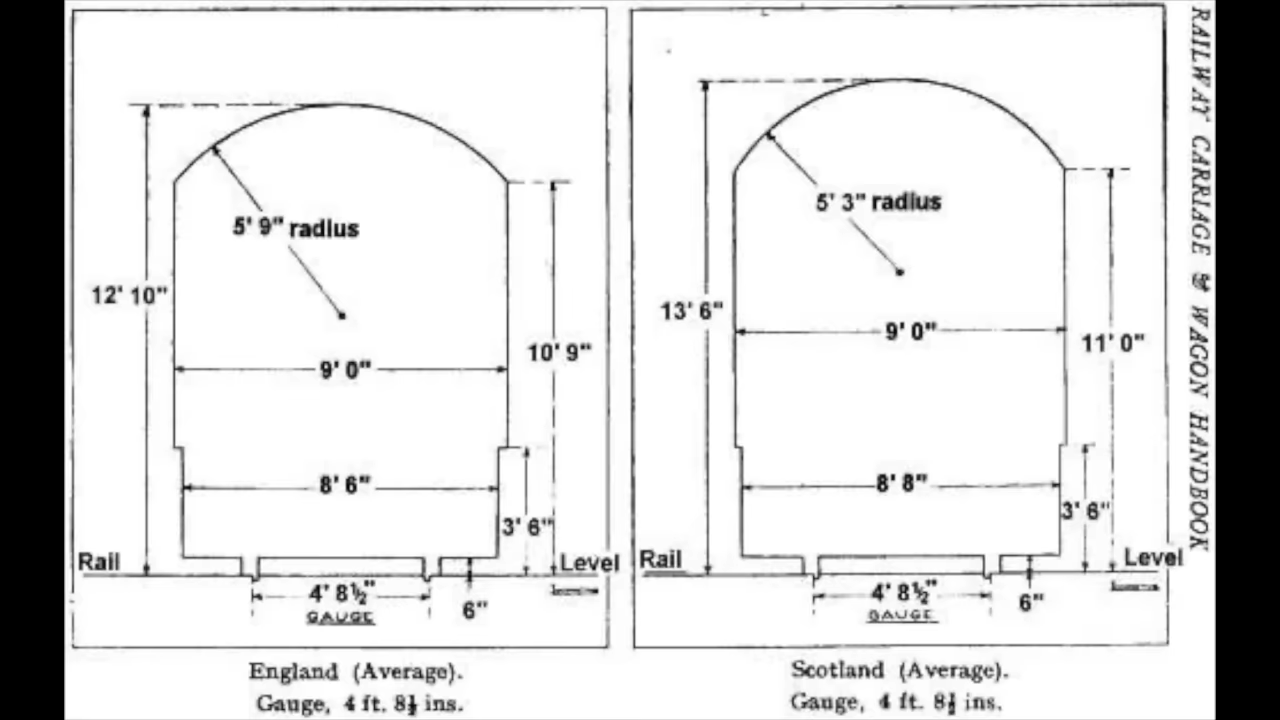 5' 9" radius
12' 10"
10' 9"
9' 0"
8' 6"
3' 6"
Rail
Level
4' 8½"
GAUGE
6"
England (Average).
Gauge, 4 ft. 8½ ins.
5' 3" radius
13' 6"
9' 0"
11' 0"
8' 8"
3' 6"
Rail
Level
4' 8½"
GAUGE
6"
Scotland (Average).
Gauge, 4 ft. 8½ ins.
RAILWAY CARRIAGE & WAGON HANDBOOK